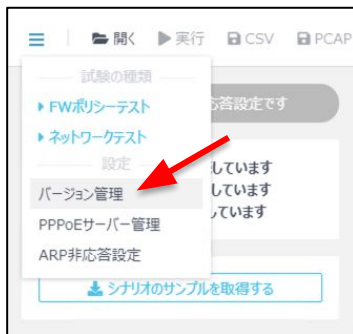 開く 実行 CSV PCAP
試験の種類
FWポリシーテスト
ネットワークテスト
設定
バージョン管理
PPPoEサーバー管理
ARP非応答設定
応答設定です
しています
しています
しています
シナリオのサンプルを取得する